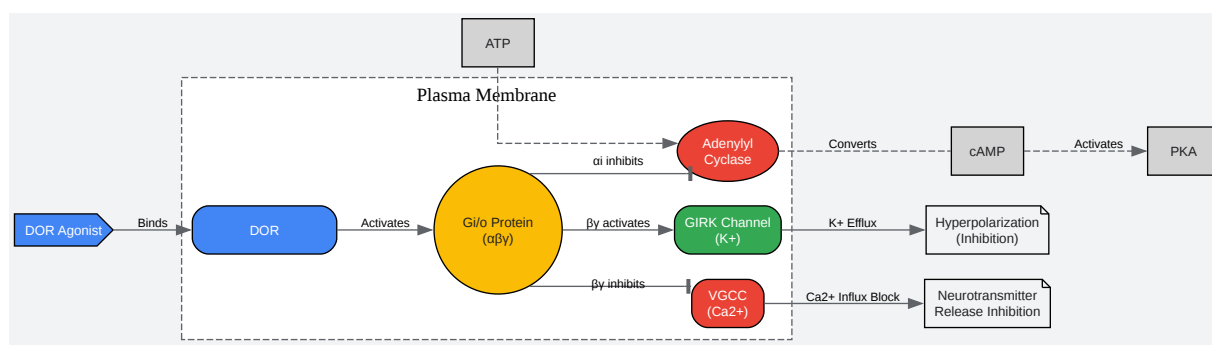 ATP
Plasma Membrane
Adenylyl
Cyclase
Converts
cAMP
Activates
PKA
αi inhibits
DOR Agonist
Binds
DOR
Activates
Gi/o Protein
(αβγ)
βγ activates
GIRK Channel
(K+)
K+ Efflux
Hyperpolarization
(Inhibition)
βγ inhibits
VGCC
(Ca2+)
Ca2+ Influx Block
Neurotransmitter
Release Inhibition